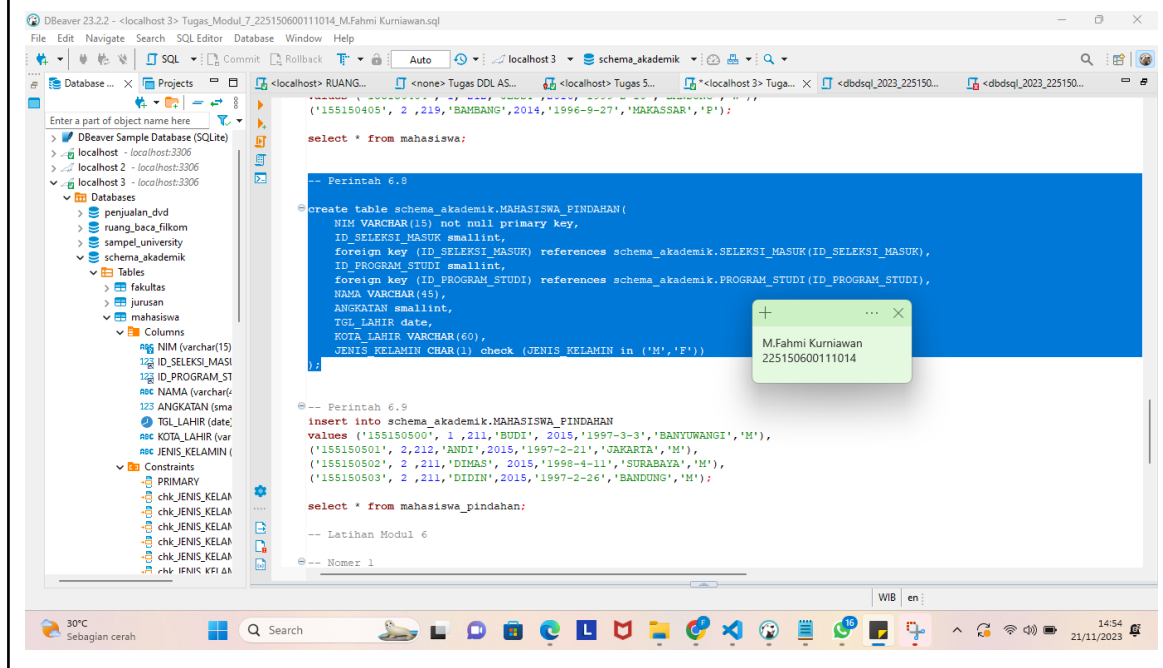 DBeaver 23.2.2 - <localhost 3> Tugas_Modul_7_225150600111014_M.Fahmi Kurniawan.sql
File Edit Navigate Search SQL Editor Database Window Help
SQL Commit Rollback Auto localhost 3 schema_akademik
Database ... Projects <localhost> RUANG... <none> Tugas DDL AS... <localhost> Tugas 5... *<localhost 3> Tuga... <dbdsql_2023_225150... <dbdsql_2023_225150...
Enter a part of object name here
DBeaver Sample Database (SQLite)
localhost - localhost:3306
localhost 2 - localhost:3306
localhost 3 - localhost:3306
Databases
penjualan_dvd
ruang_baca_filkom
sampel_university
schema_akademik
Tables
fakultas
jurusan
mahasiswa
Columns
NIM (varchar(15)
ID_SELEKSI_MASU
ID_PROGRAM_ST
NAMA (varchar(4
ANGKATAN (sma
TGL_LAHIR (date)
KOTA_LAHIR (var
JENIS_KELAMIN (
Constraints
PRIMARY
chk_JENIS_KELAN
chk_JENIS_KELAN
chk_JENIS_KELAN
chk_JENIS_KELAN
chk_JENIS_KELAN
chk_JENIS_KELAN
('155150405', 2 ,219,'BAMBANG',2014,'1996-9-27','MAKASSAR','P');
select * from mahasiswa;
-- Perintah 6.8
create table schema_akademik.MAHASISWA_PINDAHAN(
NIM VARCHAR(15) not null primary key,
ID_SELEKSI_MASUK smallint,
foreign key (ID_SELEKSI_MASUK) references schema_akademik.SELEKSI_MASUK(ID_SELEKSI_MASUK),
ID_PROGRAM_STUDI smallint,
foreign key (ID_PROGRAM_STUDI) references schema_akademik.PROGRAM_STUDI(ID_PROGRAM_STUDI),
NAMA VARCHAR(45),
ANGKATAN smallint,
TGL_LAHIR date,
KOTA_LAHIR VARCHAR(60),
JENIS_KELAMIN CHAR(1) check (JENIS_KELAMIN in ('M','F'))
);
M.Fahmi Kurniawan
225150600111014
-- Perintah 6.9
insert into schema_akademik.MAHASISWA_PINDAHAN
values ('155150500', 1 ,211,'BUDI', 2015,'1997-3-3','BANYUWANGI','M'),
('155150501', 2,212,'ANDI',2015,'1997-2-21','JAKARTA','M'),
('155150502', 2 ,211,'DIMAS', 2015,'1998-4-11','SURABAYA','M'),
('155150503', 2 ,211,'DIDIN',2015,'1997-2-26','BANDUNG','M');
select * from mahasiswa_pindahan;
-- Latihan Modul 6
-- Nomer 1
WIB en
30°C
Sebagian cerah
Search
16
14:54
21/11/2023